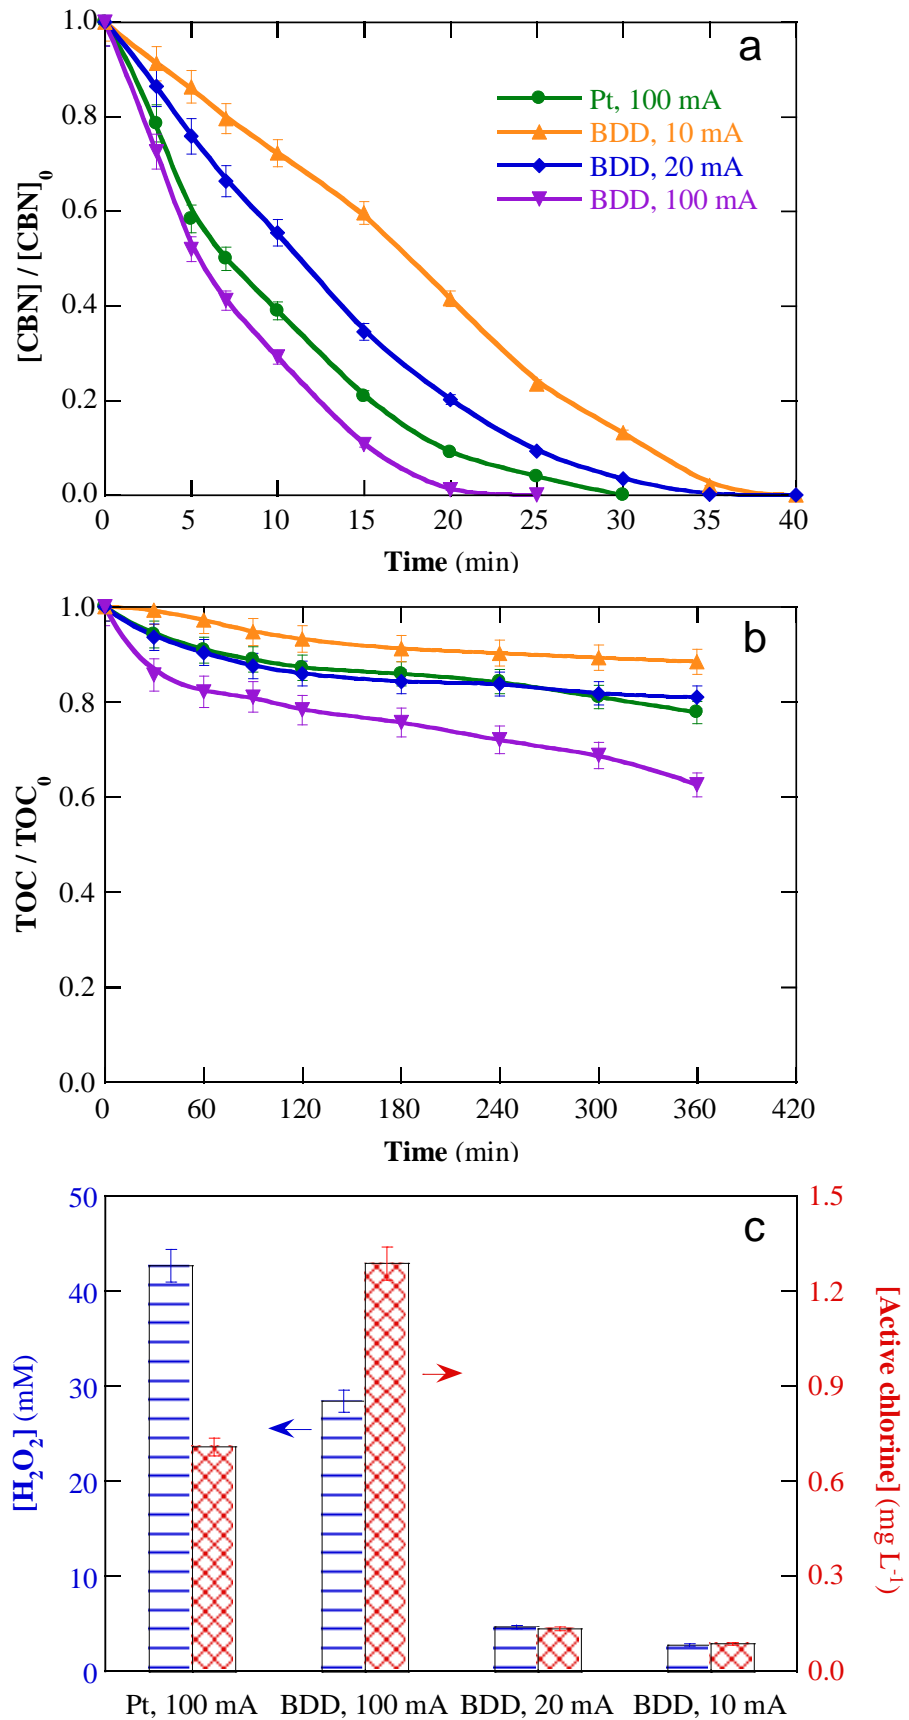 a
1.0
0.8
0.6
0.4
0.2
0.0
[CBN] / [CBN]0
Pt, 100 mA
BDD, 10 mA
BDD, 20 mA
BDD, 100 mA
0 5 10 15 20 25 30 35 40
Time (min)
b
1.0
0.8
0.6
0.4
0.2
0.0
TOC / TOC0
0 60 120 180 240 300 360 420
Time (min)
c
50
40
30
20
10
0
[H2O2] (mM)
1.5
1.2
0.9
0.6
0.3
0.0
[Active chlorine] (mg L-1)
Pt, 100 mA BDD, 100 mA BDD, 20 mA BDD, 10 mA